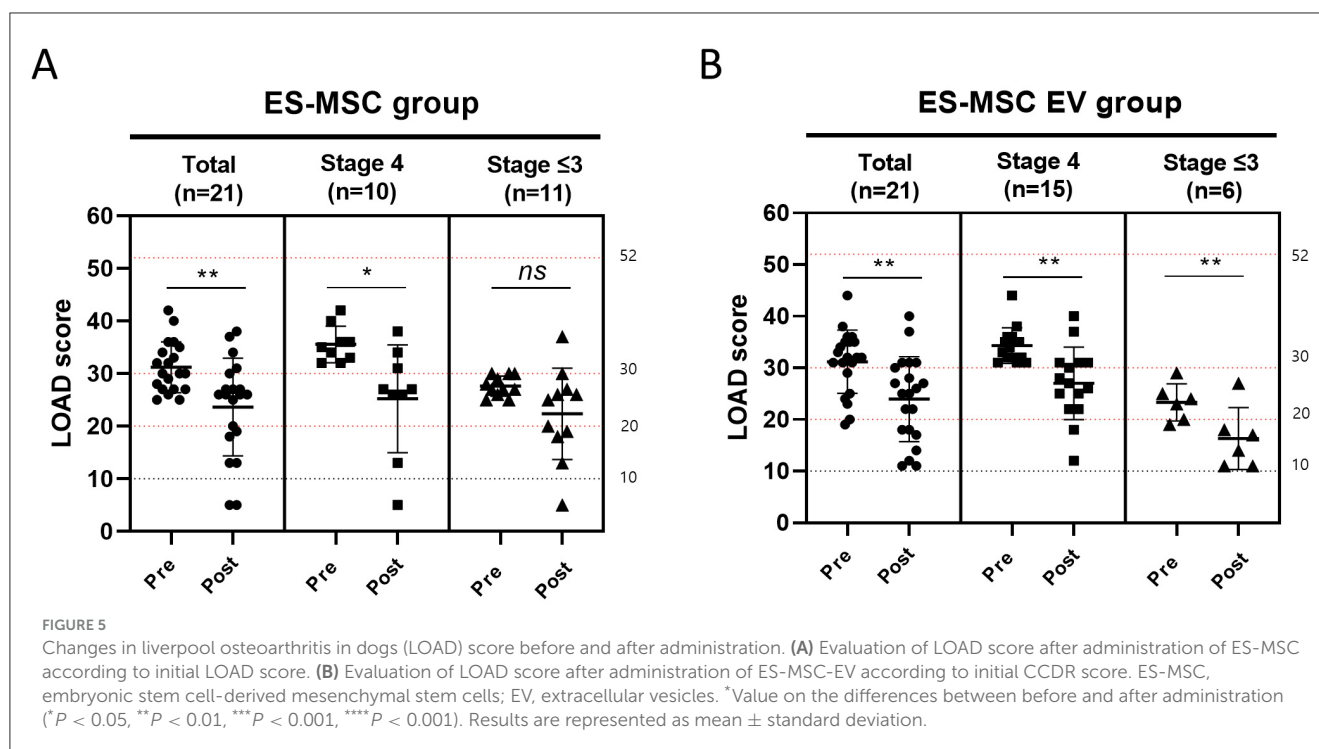 A
ES-MSC group
Total
(n=21)
Stage 4
(n=10)
Stage ≤3
(n=11)
LOAD score
60
50
40
30
20
10
0
**
*
ns
52
30
20
10
Pre
Post
Pre
Post
Pre
Post
B
ES-MSC EV group
Total
(n=21)
Stage 4
(n=15)
Stage ≤3
(n=6)
LOAD score
60
50
40
30
20
10
0
**
**
**
52
30
20
10
Pre
Post
Pre
Post
Pre
Post
FIGURE 5
Changes in liverpool osteoarthritis in dogs (LOAD) score before and after administration. (A) Evaluation of LOAD score after administration of ES-MSC
according to initial LOAD score. (B) Evaluation of LOAD score after administration of ES-MSC-EV according to initial CCDR score. ES-MSC,
embryonic stem cell-derived mesenchymal stem cells; EV, extracellular vesicles. *Value on the differences between before and after administration
(*P < 0.05, **P < 0.01, ***P < 0.001, ****P < 0.001). Results are represented as mean ± standard deviation.